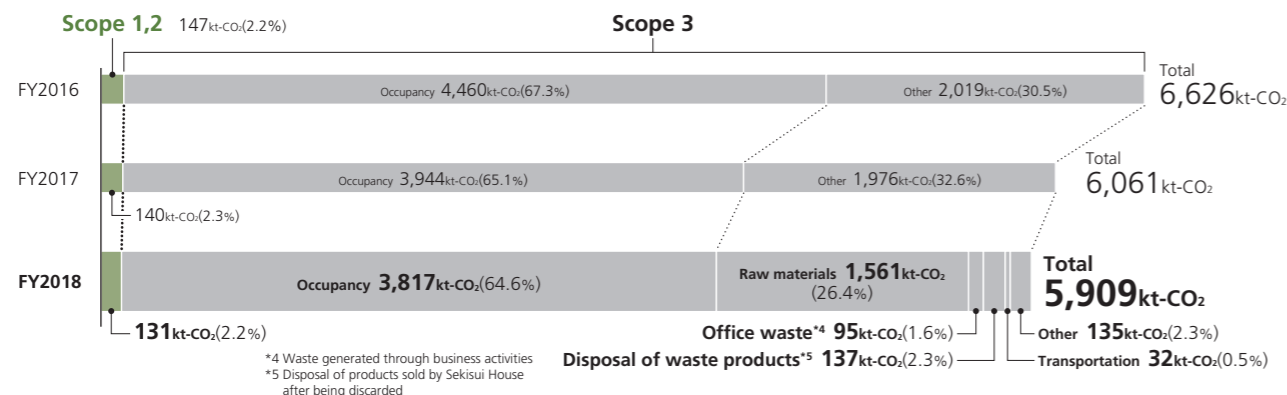 Scope 1,2 147kt-CO₂(2.2%)
Scope 3
FY2016
Occupancy 4,460kt-CO₂(67.3%)
Other 2,019kt-CO₂(30.5%)
Total
6,626kt-CO₂
FY2017
Occupancy 3,944kt-CO₂(65.1%)
Other 1,976kt-CO₂(32.6%)
Total
6,061kt-CO₂
140kt-CO₂(2.3%)
FY2018
Occupancy 3,817kt-CO₂(64.6%)
Raw materials 1,561kt-CO₂
(26.4%)
Total
5,909kt-CO₂
131kt-CO₂(2.2%)
Office waste*4 95kt-CO₂(1.6%)
Other 135kt-CO₂(2.3%)
Disposal of waste products*5 137kt-CO₂(2.3%)
Transportation 32kt-CO₂(0.5%)
*4 Waste generated through business activities
*5 Disposal of products sold by Sekisui House
after being discarded